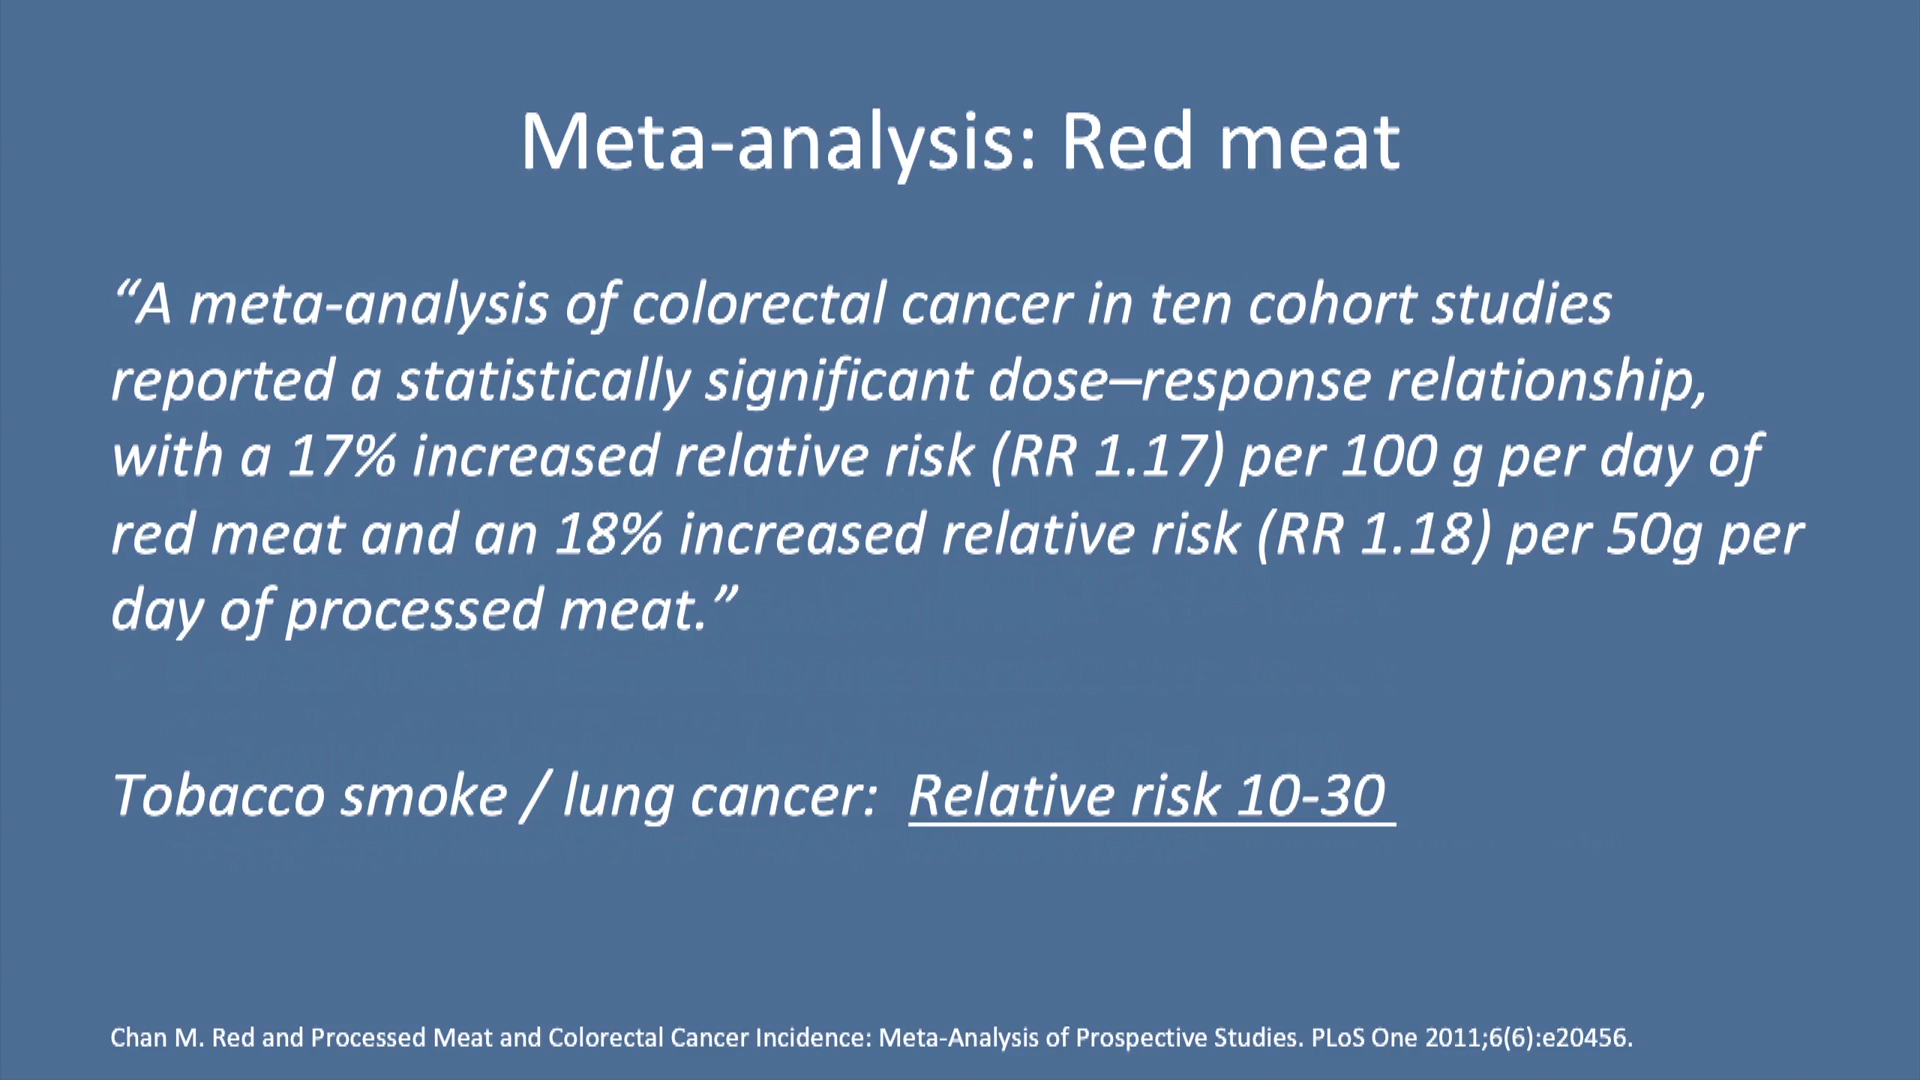 Meta-analysis: Red meat
“A meta-analysis of colorectal cancer in ten cohort studies
reported a statistically significant dose–response relationship,
with a 17% increased relative risk (RR 1.17) per 100 g per day of
red meat and an 18% increased relative risk (RR 1.18) per 50g per
day of processed meat.”
Tobacco smoke / lung cancer: Relative risk 10-30
Chan M. Red and Processed Meat and Colorectal Cancer Incidence: Meta-Analysis of Prospective Studies. PLoS One 2011;6(6):e20456.